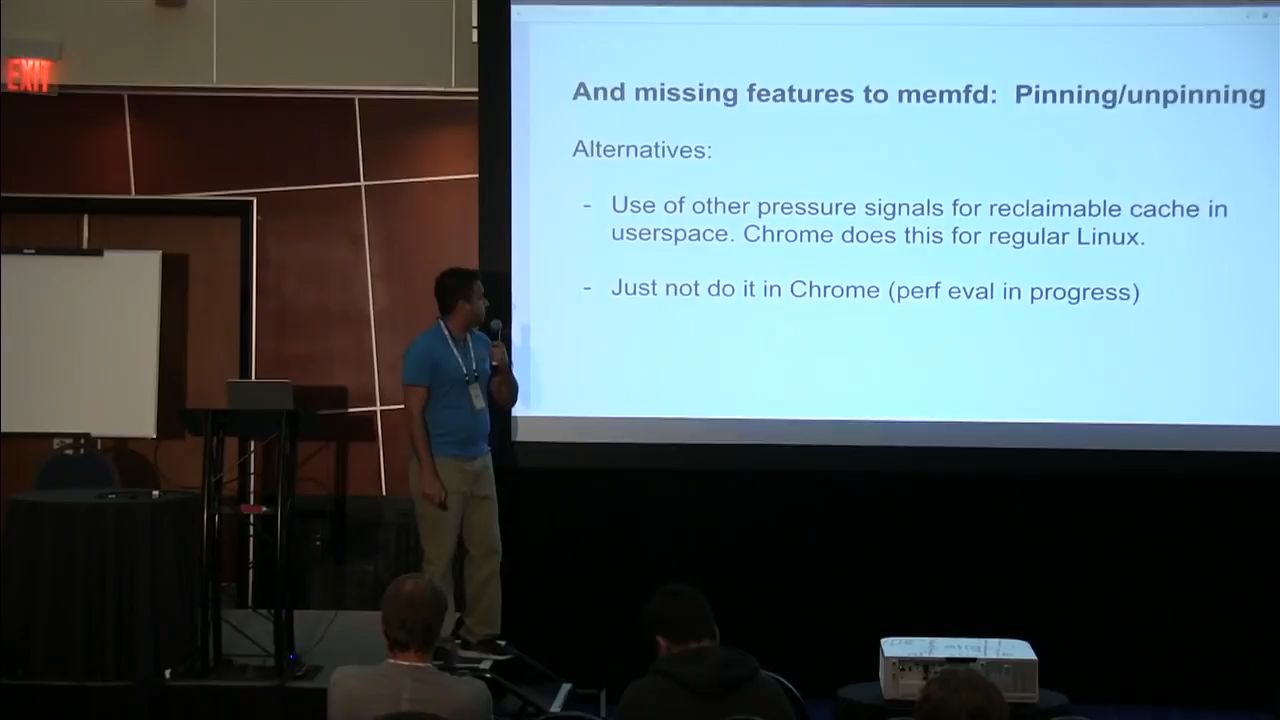 EXIT
And missing features to memfd: Pinning/unpinning
Alternatives:
- Use of other pressure signals for reclaimable cache in
userspace. Chrome does this for regular Linux.
- Just not do it in Chrome (perf eval in progress)